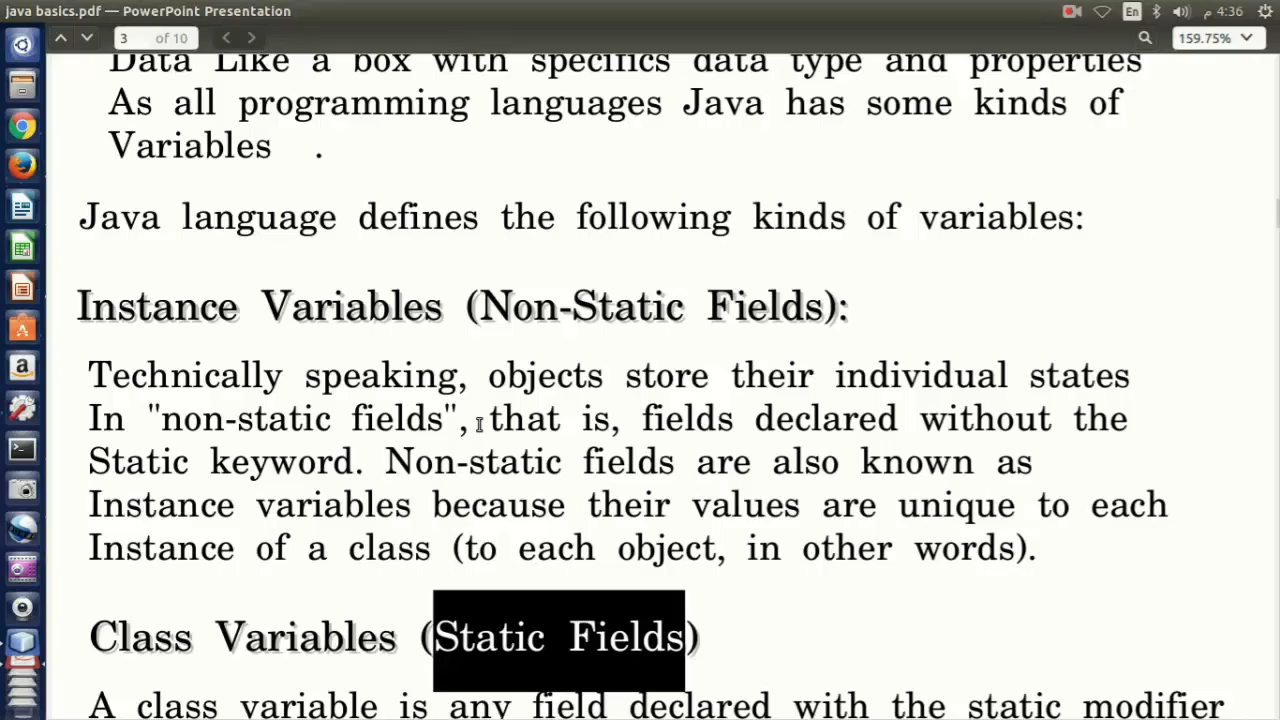 java basics.pdf — PowerPoint Presentation
En
م 4:36
3 of 10
159.75%
Data Like a box with specifics data type and properties
As all programming languages Java has some kinds of
Variables .
Java language defines the following kinds of variables:
Instance Variables (Non-Static Fields):
Technically speaking, objects store their individual states
In "non-static fields", that is, fields declared without the
Static keyword. Non-static fields are also known as
Instance variables because their values are unique to each
Instance of a class (to each object, in other words).
Class Variables (Static Fields)
A class variable is any field declared with the static modifier